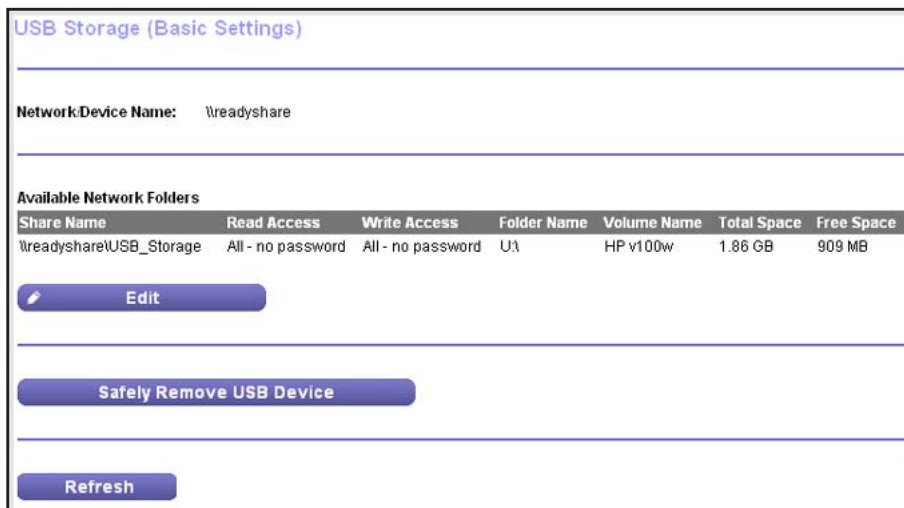 USB Storage (Basic Settings)
Network/Device Name: \\readyshare
Available Network Folders
Share Name Read Access Write Access Folder Name Volume Name Total Space Free Space
\\readyshare\USB_Storage All - no password All - no password U:\ HP v100w 1.86 GB 909 MB
Edit
Safely Remove USB Device
Refresh